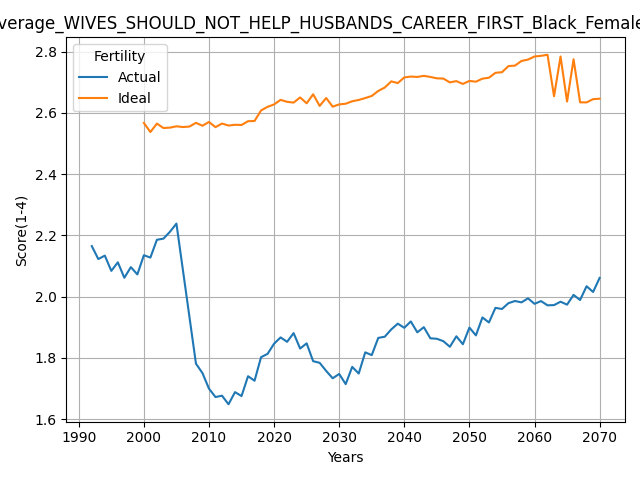 verage_WIVES_SHOULD_NOT_HELP_HUSBANDS_CAREER_FIRST_Black_Female
Fertility
Actual
Ideal
Score(1-4)
2.8
2.6
2.4
2.2
2.0
1.8
1.6
1990 2000 2010 2020 2030 2040 2050 2060 2070
Years